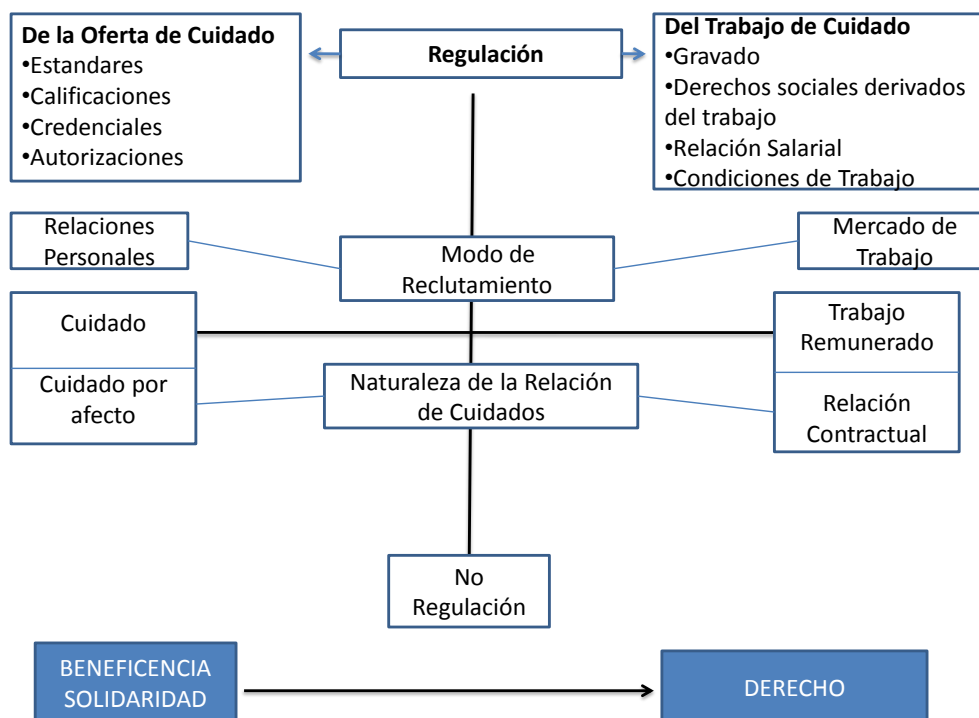 De la Oferta de Cuidado
•Estandares
•Calificaciones
•Credenciales
•Autorizaciones
Regulación
Del Trabajo de Cuidado
•Gravado
•Derechos sociales derivados
del trabajo
•Relación Salarial
•Condiciones de Trabajo
Relaciones
Personales
Modo de
Reclutamiento
Mercado de
Trabajo
Cuidado
Trabajo
Remunerado
Cuidado por
afecto
Naturaleza de la Relación
de Cuidados
Relación
Contractual
No
Regulación
BENEFICENCIA
SOLIDARIDAD
DERECHO